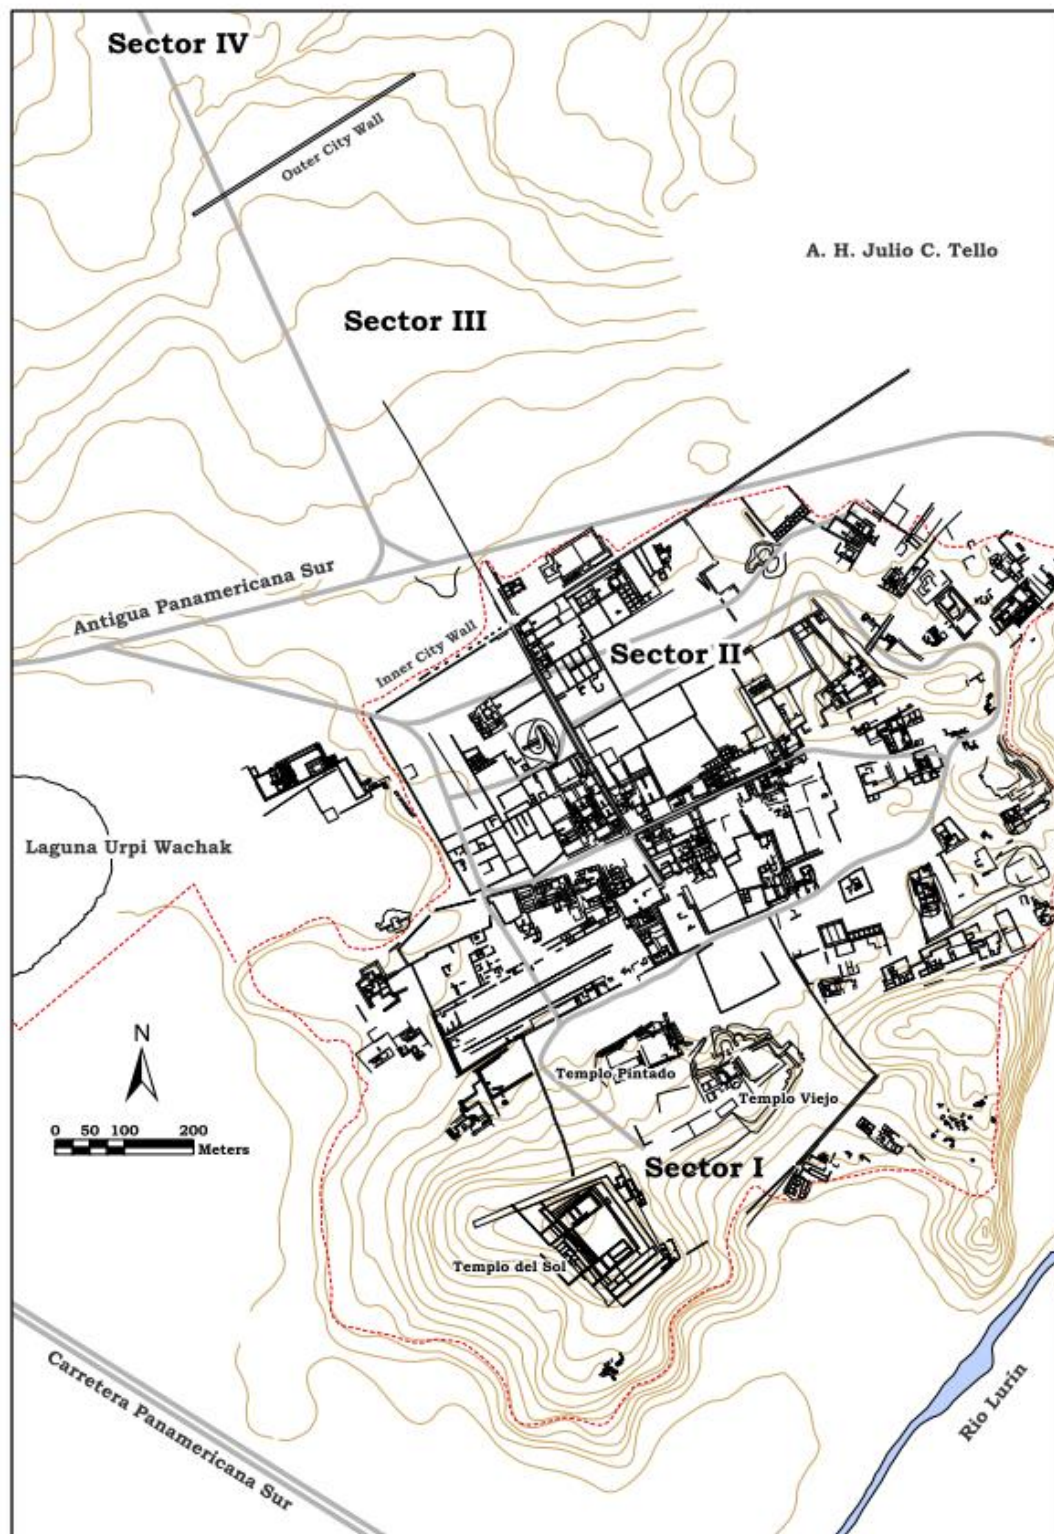 Sector IV
Outer City Wall
A. H. Julio C. Tello
Sector III
Antigua Panamericana Sur
Inner City Wall
Sector II
Laguna Urpi Wachak
N
0 50 100 200
Meters
Templo Pintado
Templo Viejo
Sector I
Templo del Sol
Carretera Panamericana Sur
Rio Lurín